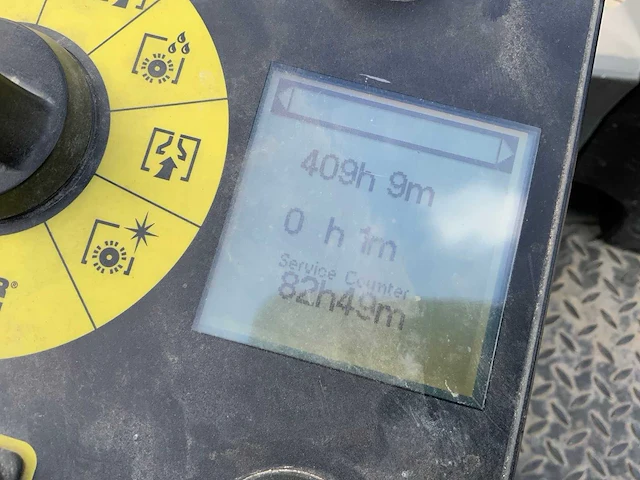 409h 9m
0 h 1m
Service Counter
82h49m
R®